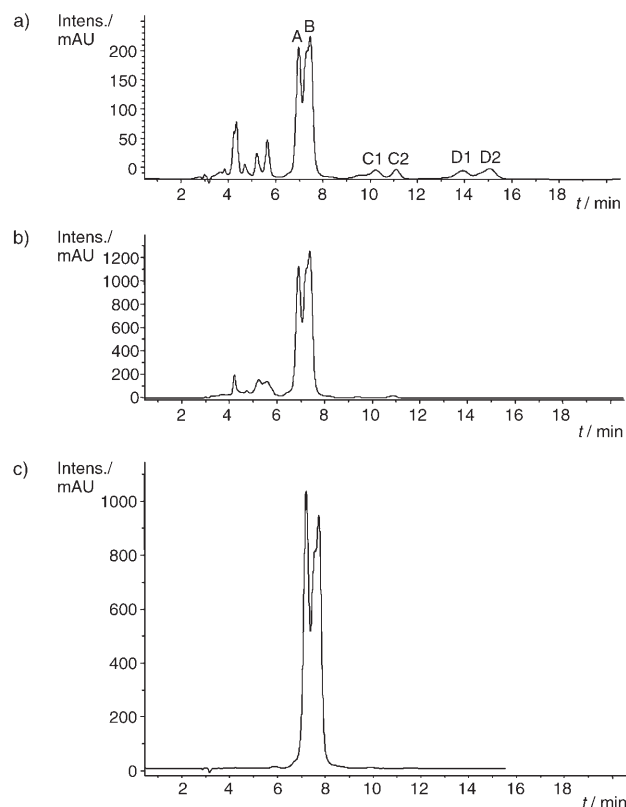 a) Intens./
mAU
A B
200
150
100
50
0
C1 C2 D1 D2
2 4 6 8 10 12 14 16 18
t / min
b) Intens./
mAU
1200
1000
800
600
400
200
0
2 4 6 8 10 12 14 16 18
t / min
c) Intens./
mAU
1000
800
600
400
200
0
2 4 6 8 10 12 14 16 18
t / min